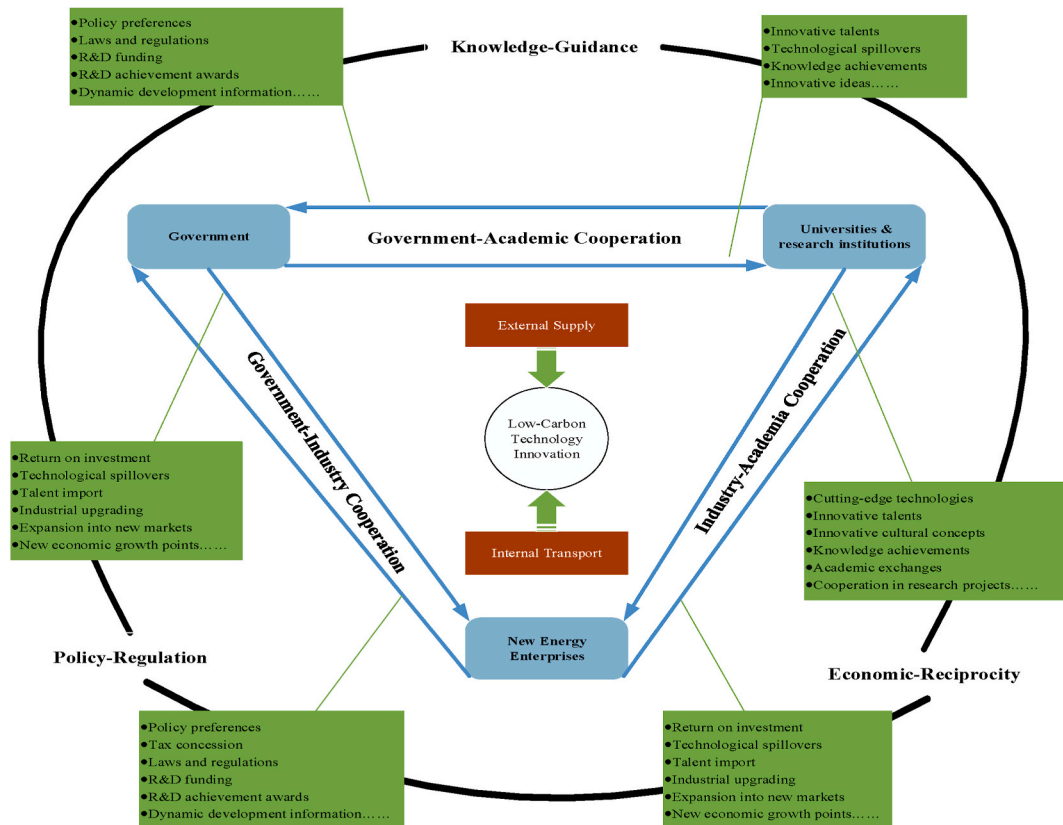 ●Policy preferences
●Laws and regulations
●R&D funding
●R&D achievement awards
●Dynamic development information……
Knowledge-Guidance
●Innovative talents
●Technological spillovers
●Knowledge achievements
●Innovative ideas……
Government
Government-Academic Cooperation
Universities &
research institutions
External Supply
Low-Carbon
Technology
Innovation
Internal Transport
Government-Industry Cooperation
Industry-Academia Cooperation
●Return on investment
●Technological spillovers
●Talent import
●Industrial upgrading
●Expansion into new markets
●New economic growth points……
●Cutting-edge technologies
●Innovative talents
●Innovative cultural concepts
●Knowledge achievements
●Academic exchanges
●Cooperation in research projects……
New Energy
Enterprises
Policy-Regulation
Economic-Reciprocity
●Policy preferences
●Tax concession
●Laws and regulations
●R&D funding
●R&D achievement awards
●Dynamic development information……
●Return on investment
●Technological spillovers
●Talent import
●Industrial upgrading
●Expansion into new markets
●New economic growth points……